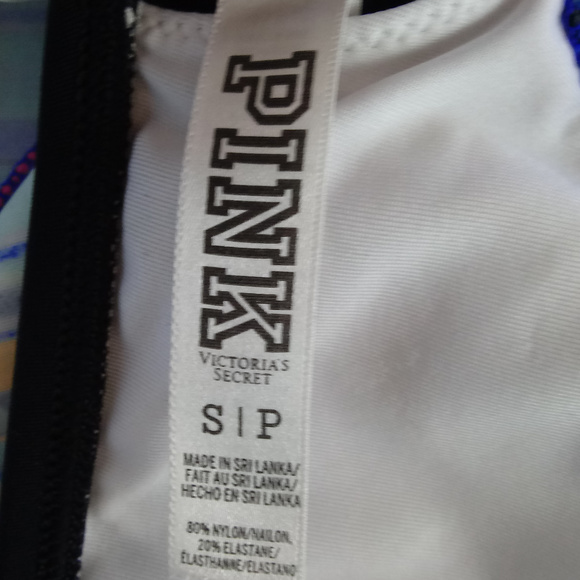 PINK
VICTORIA'S
SECRET
S|P
MADE IN SRI LANKA/
FAIT AU SRI LANKA/
HECHO EN SRI LANKA
80% NYLON/NAILON,
20% ELASTANE/
ÉLASTHANNE/ELASTANO